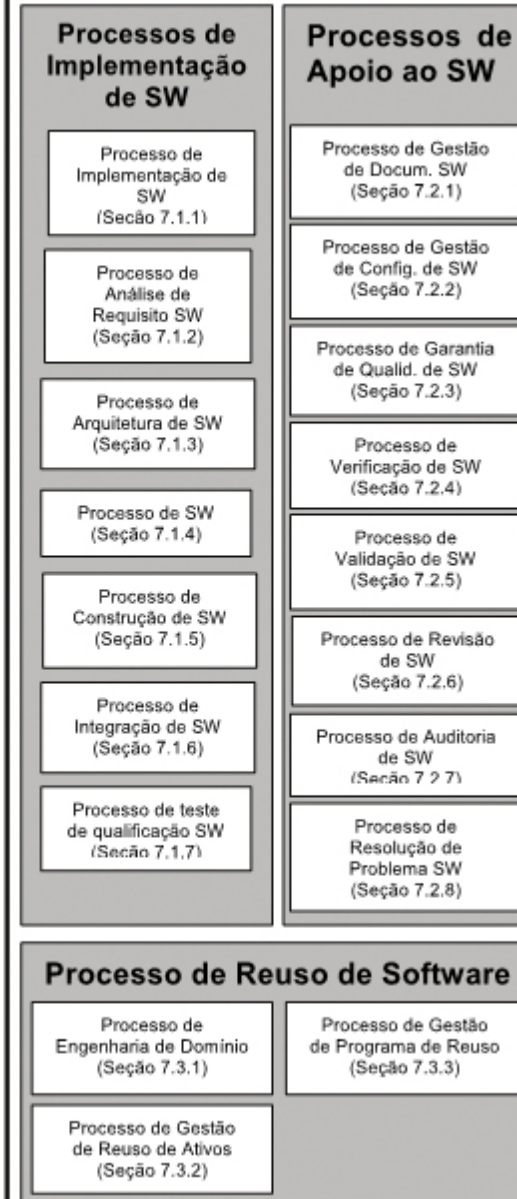 Processos de
Implementação
de SW
Processo de
Implementação de
SW
(Seção 7.1.1)
Processo de
Análise de
Requisito SW
(Seção 7.1.2)
Processo de
Arquitetura de SW
(Seção 7.1.3)
Processo de SW
(Seção 7.1.4)
Processo de
Construção de SW
(Seção 7.1.5)
Processo de
Integração de SW
(Seção 7.1.6)
Processo de teste
de qualificação SW
(Seção 7.1.7)
Processos de
Apoio ao SW
Processo de Gestão
de Docum. SW
(Seção 7.2.1)
Processo de Gestão
de Config. de SW
(Seção 7.2.2)
Processo de Garantia
de Qualid. de SW
(Seção 7.2.3)
Processo de
Verificação de SW
(Seção 7.2.4)
Processo de
Validação de SW
(Seção 7.2.5)
Processo de Revisão
de SW
(Seção 7.2.6)
Processo de Auditoria
de SW
(Seção 7.2.7)
Processo de
Resolução de
Problema SW
(Seção 7.2.8)
Processo de Reuso de Software
Processo de
Engenharia de Domínio
(Seção 7.3.1)
Processo de Gestão
de Programa de Reuso
(Seção 7.3.3)
Processo de Gestão
de Reuso de Ativos
(Seção 7.3.2)